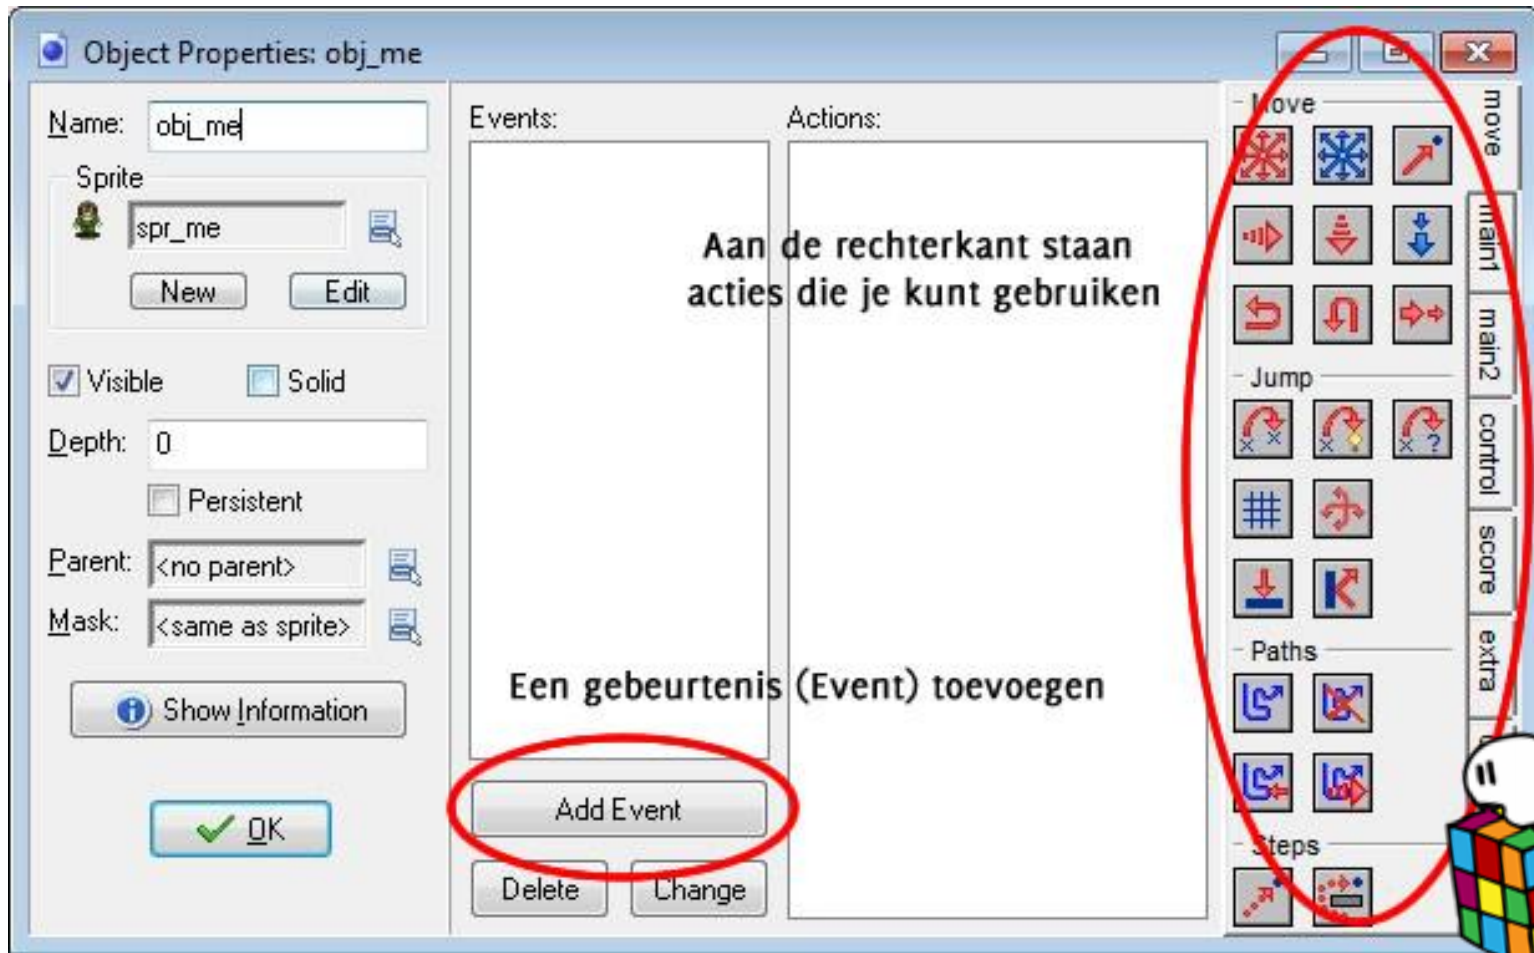 Object Properties: obj_me
Name: obj_me
Sprite
spr_me
New Edit
Visible Solid
Depth: 0
Persistent
Parent: <no parent>
Mask: <same as sprite>
Show Information
OK
Events:
Actions:
Aan de rechterkant staan
acties die je kunt gebruiken
Een gebeurtenis (Event) toevoegen
Add Event
Delete Change
Move
Jump
Paths
Steps
move
main1
main2
control
score
extra